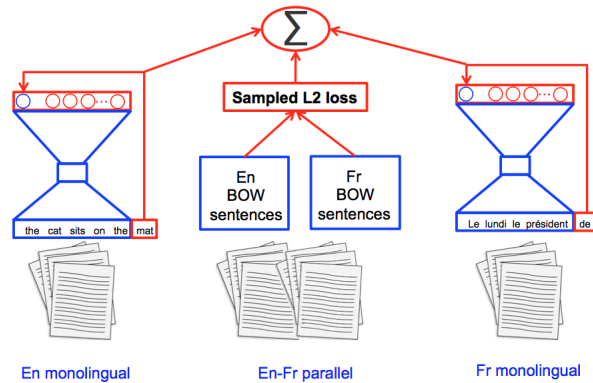 Σ
Sampled L2 loss
En
BOW
sentences
Fr
BOW
sentences
the cat sits on the mat
Le lundi le président de
En monolingual
En-Fr parallel
Fr monolingual